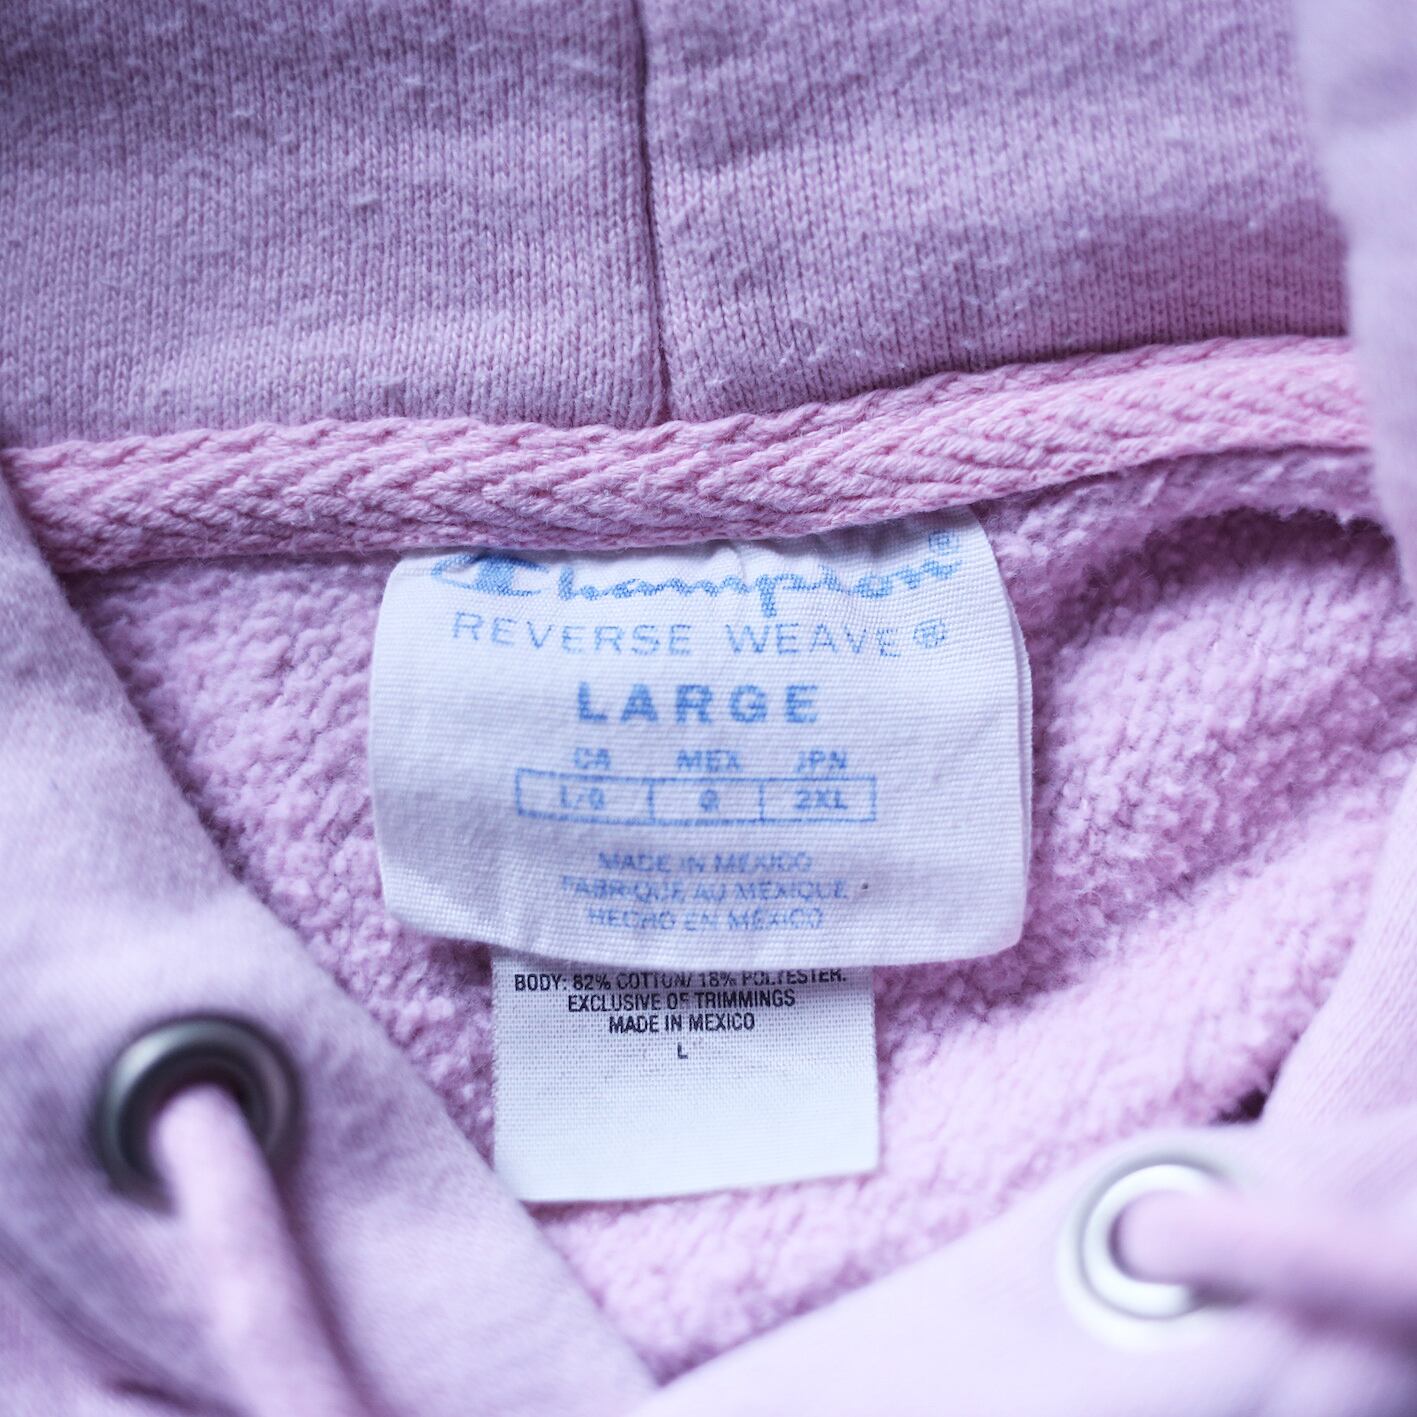 Champion®
REVERSE WEAVE®
LARGE
CA MEX JPN
L/G G 2XL
MADE IN MEXICO
FABRIQUÉ AU MEXIQUE
HECHO EN MÉXICO
BODY: 82% COTTON/ 18% POLYESTER.
EXCLUSIVE OF TRIMMINGS
MADE IN MEXICO
L